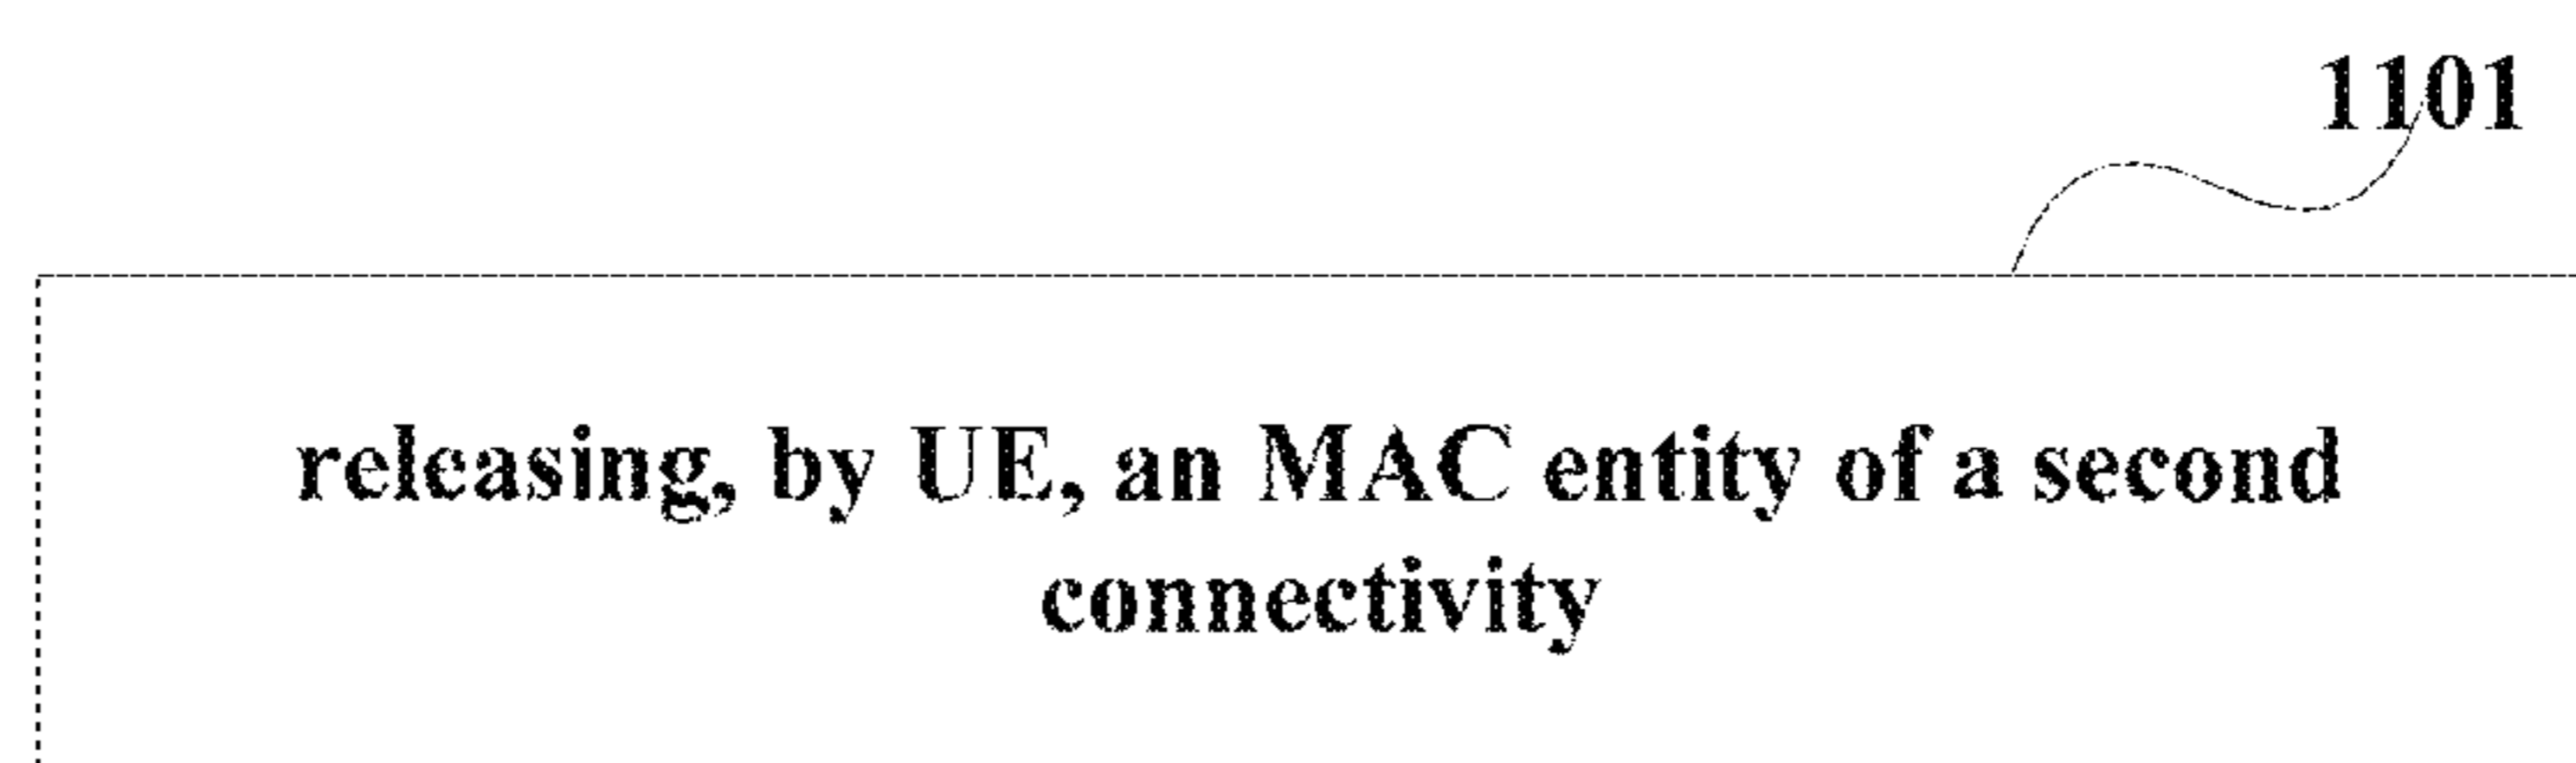 1101
releasing, by UE, an MAC entity of a second
connectivity